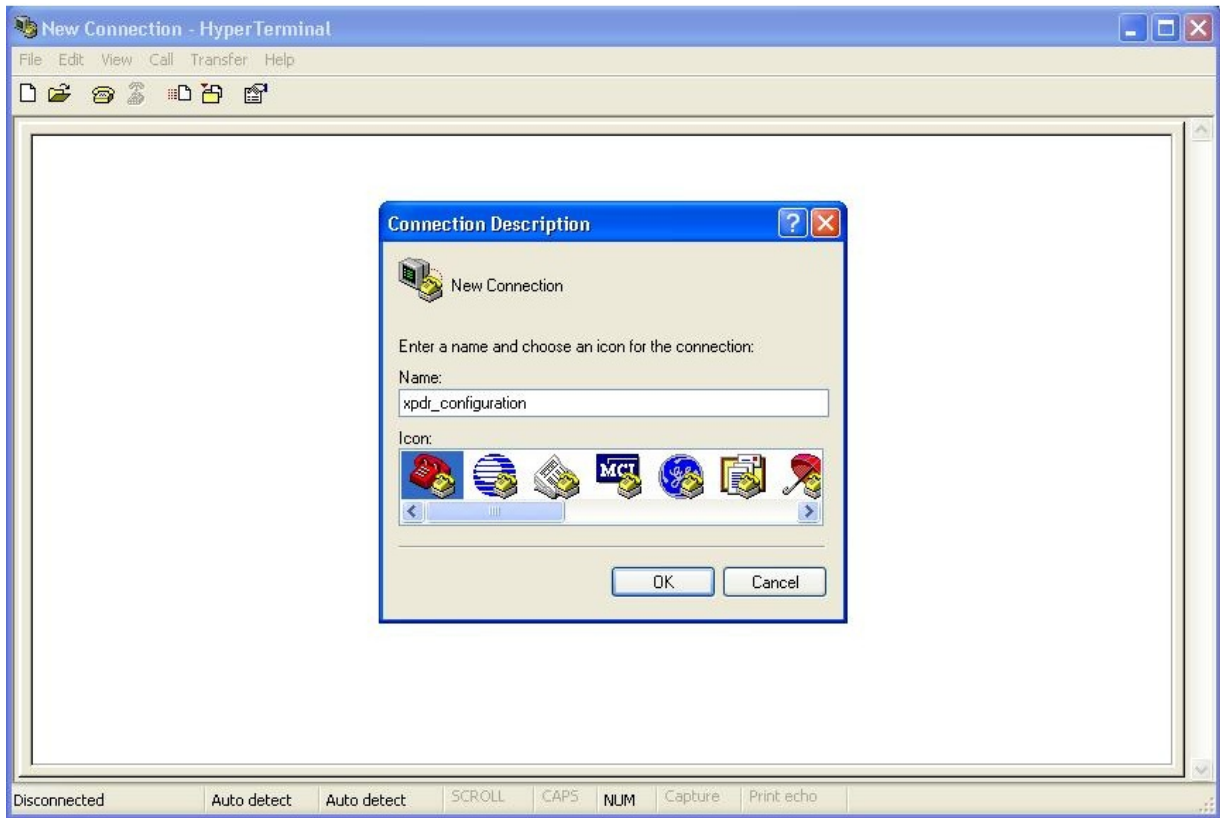 New Connection - HyperTerminal
File Edit View Call Transfer Help
Connection Description
New Connection
Enter a name and choose an icon for the connection:
Name:
xpdr_configuration
Icon:
MCI
OK Cancel
Disconnected Auto detect Auto detect SCROLL CAPS NUM Capture Print echo